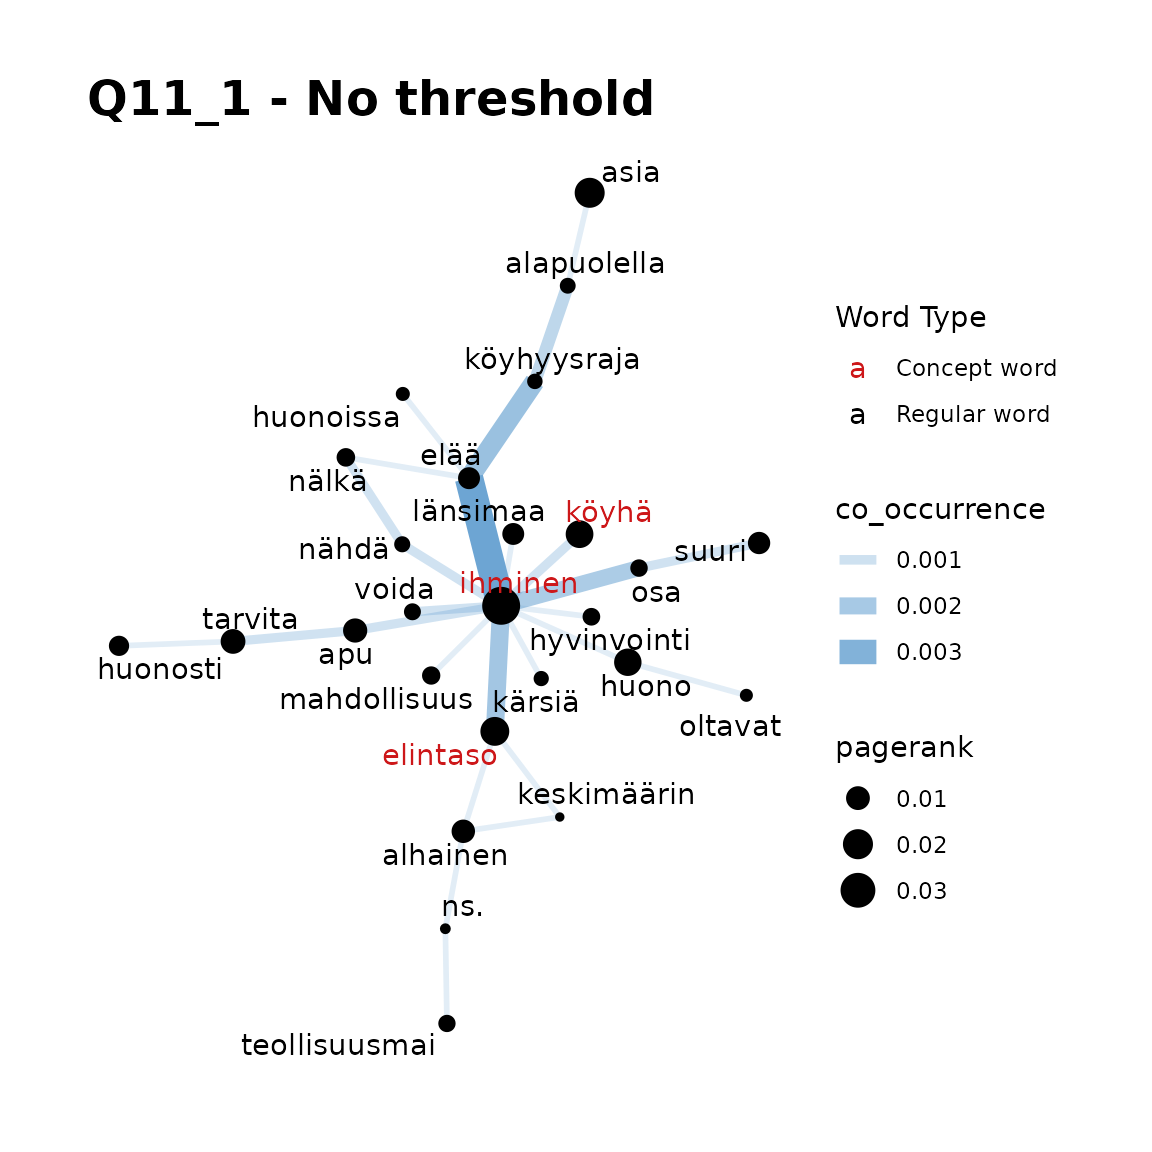 Q11_1 - No threshold
asia
alapuolella
köyhyysraja
huonoissa
elää
nälkä
länsimaa
köyhä
nähdä
suuri
ihminen
voida
osa
tarvita
hyvinvointi
apu
huonosti
huono
mahdollisuus
kärsiä
oltavat
elintaso
keskimäärin
alhainen
ns.
teollisuusmai
Word Type
a Concept word
a Regular word
co_occurrence
0.001
0.002
0.003
pagerank
0.01
0.02
0.03